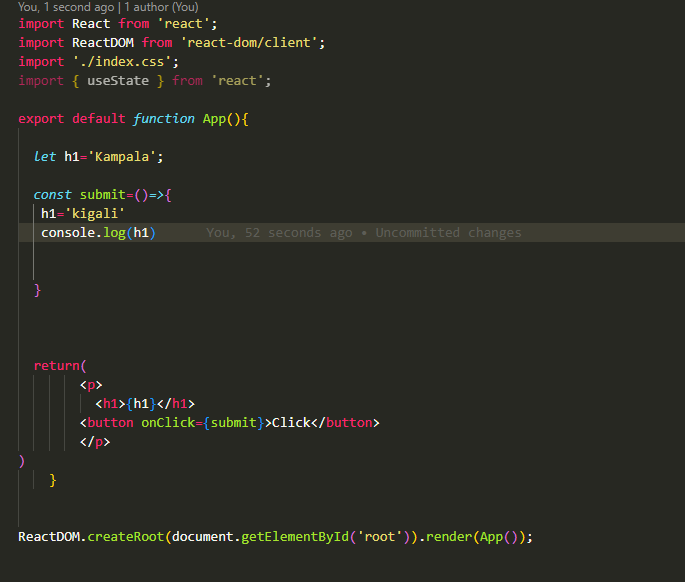 You, 1 second ago | 1 author (You)
import React from 'react';
import ReactDOM from 'react-dom/client';
import './index.css';
import { useState } from 'react';
export default function App(){
let h1='Kampala';
const submit=()=>{
h1='kigali'
console.log(h1) You, 52 seconds ago • Uncommitted changes
}
return(
<p>
<h1>{h1}</h1>
<button onClick={submit}>Click</button>
</p>
)
}
ReactDOM.createRoot(document.getElementById('root')).render(App());